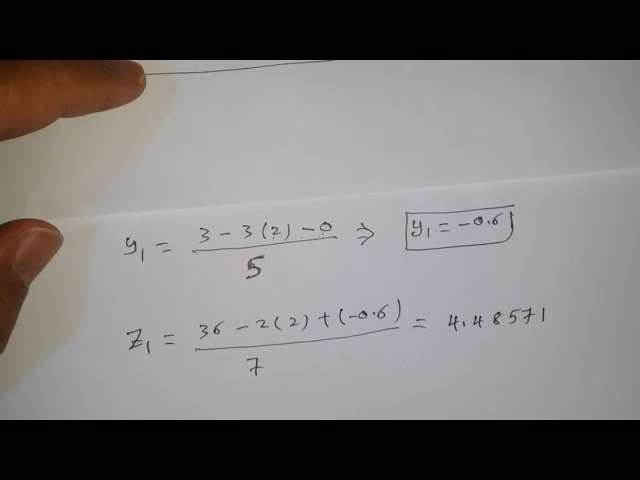 y₁ = (3 - 3(2) - 0)/5 ⇒ y₁ = -0.6
z₁ = (36 - 2(2) + (-0.6))/7 = 4.48571